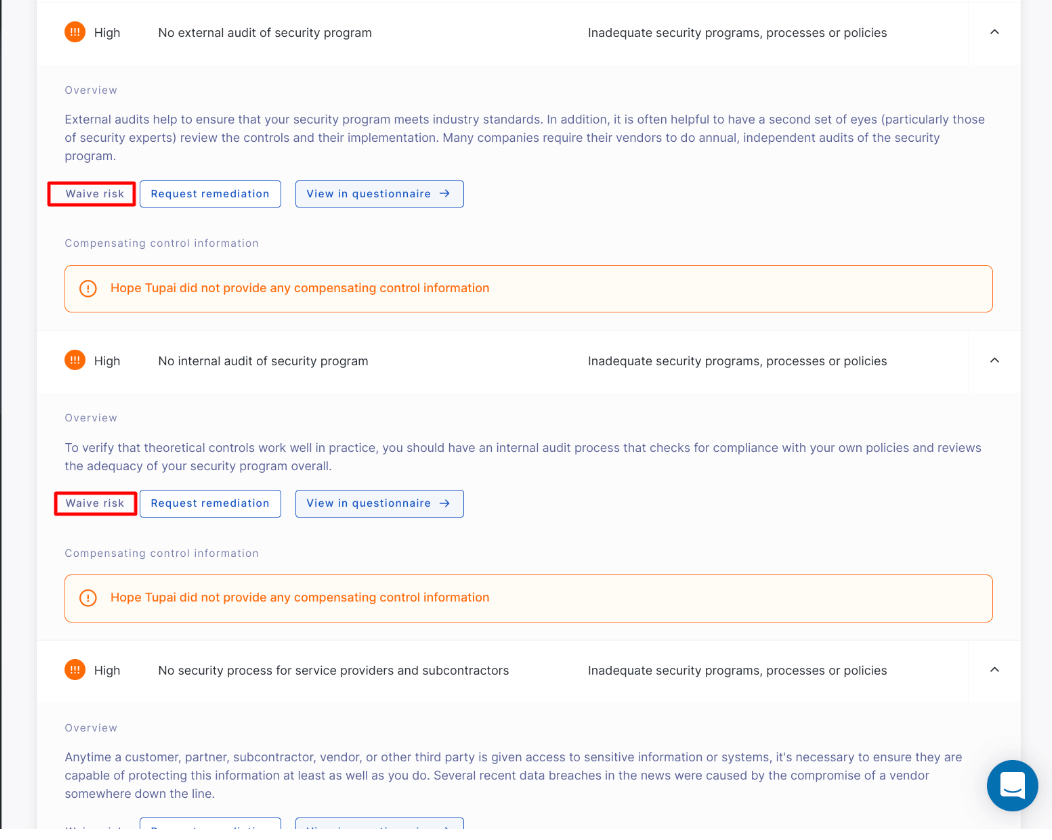 !!! High No external audit of security program Inadequate security programs, processes or policies
Overview
External audits help to ensure that your security program meets industry standards. In addition, it is often helpful to have a second set of eyes (particularly those
of security experts) review the controls and their implementation. Many companies require their vendors to do annual, independent audits of the security
program.
Waive risk Request remediation View in questionnaire →
Compensating control information
! Hope Tupai did not provide any compensating control information
!!! High No internal audit of security program Inadequate security programs, processes or policies
Overview
To verify that theoretical controls work well in practice, you should have an internal audit process that checks for compliance with your own policies and reviews
the adequacy of your security program overall.
Waive risk Request remediation View in questionnaire →
Compensating control information
! Hope Tupai did not provide any compensating control information
!!! High No security process for service providers and subcontractors Inadequate security programs, processes or policies
Overview
Anytime a customer, partner, subcontractor, vendor, or other third party is given access to sensitive information or systems, it's necessary to ensure they are
capable of protecting this information at least as well as you do. Several recent data breaches in the news were caused by the compromise of a vendor
somewhere down the line.